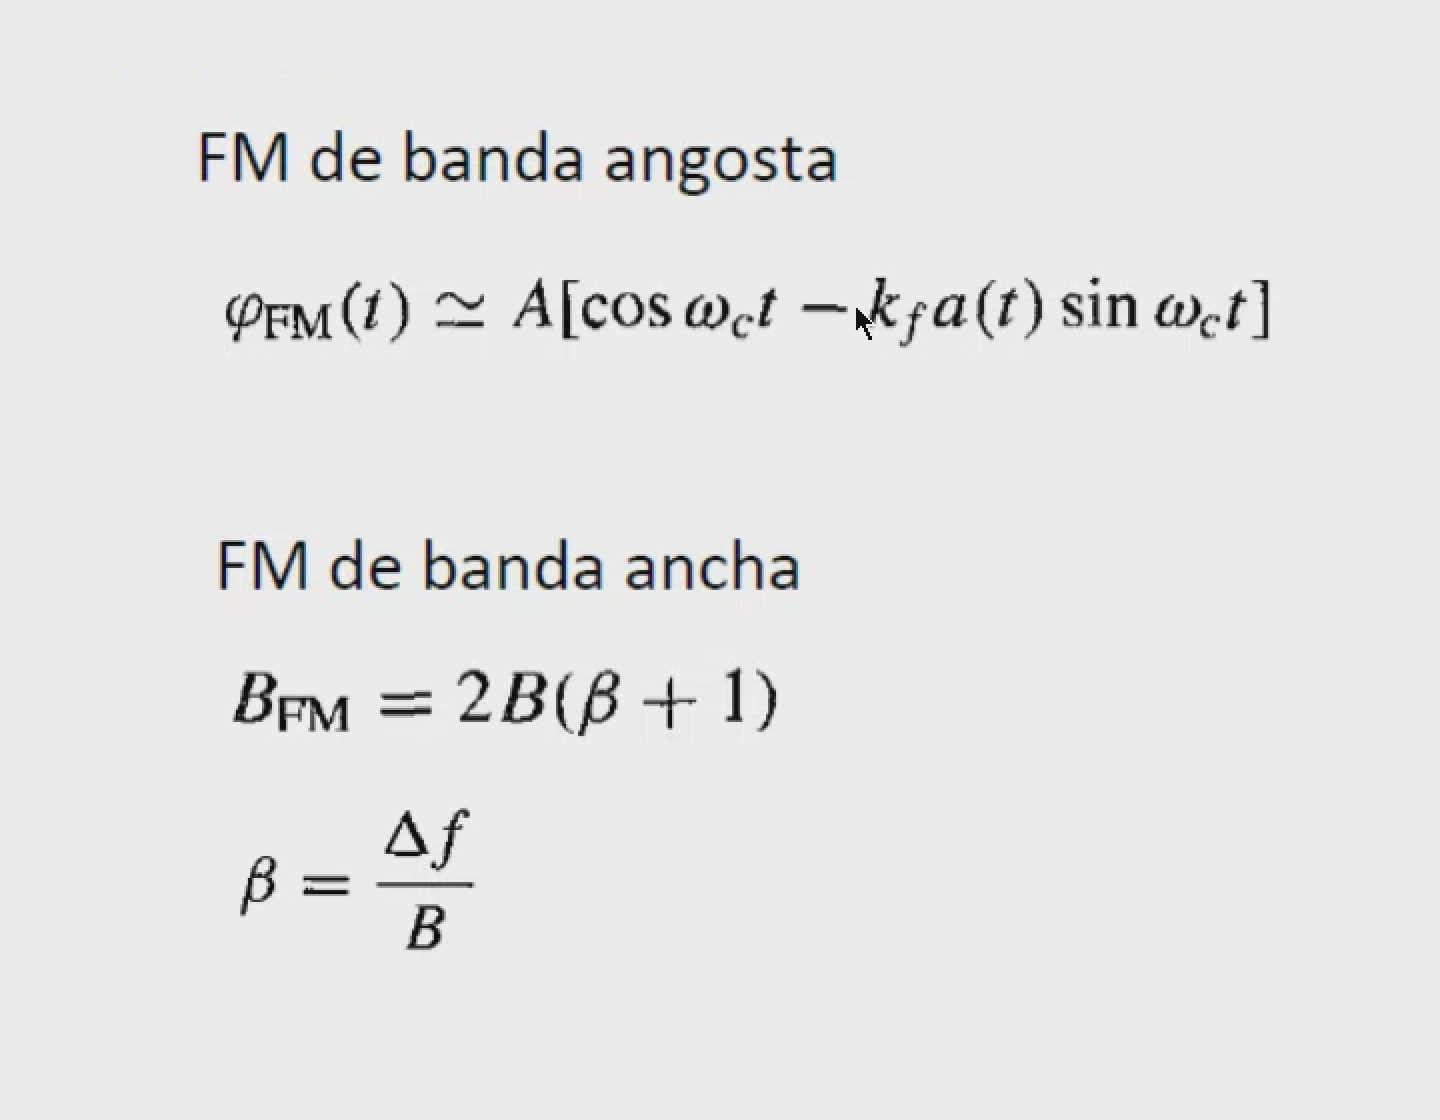 FM de banda angosta
φ_FM(t) ≃ A[cos ω_c t − k_f a(t) sin ω_c t]
FM de banda ancha
B_FM = 2B(β + 1)
β = Δf / B